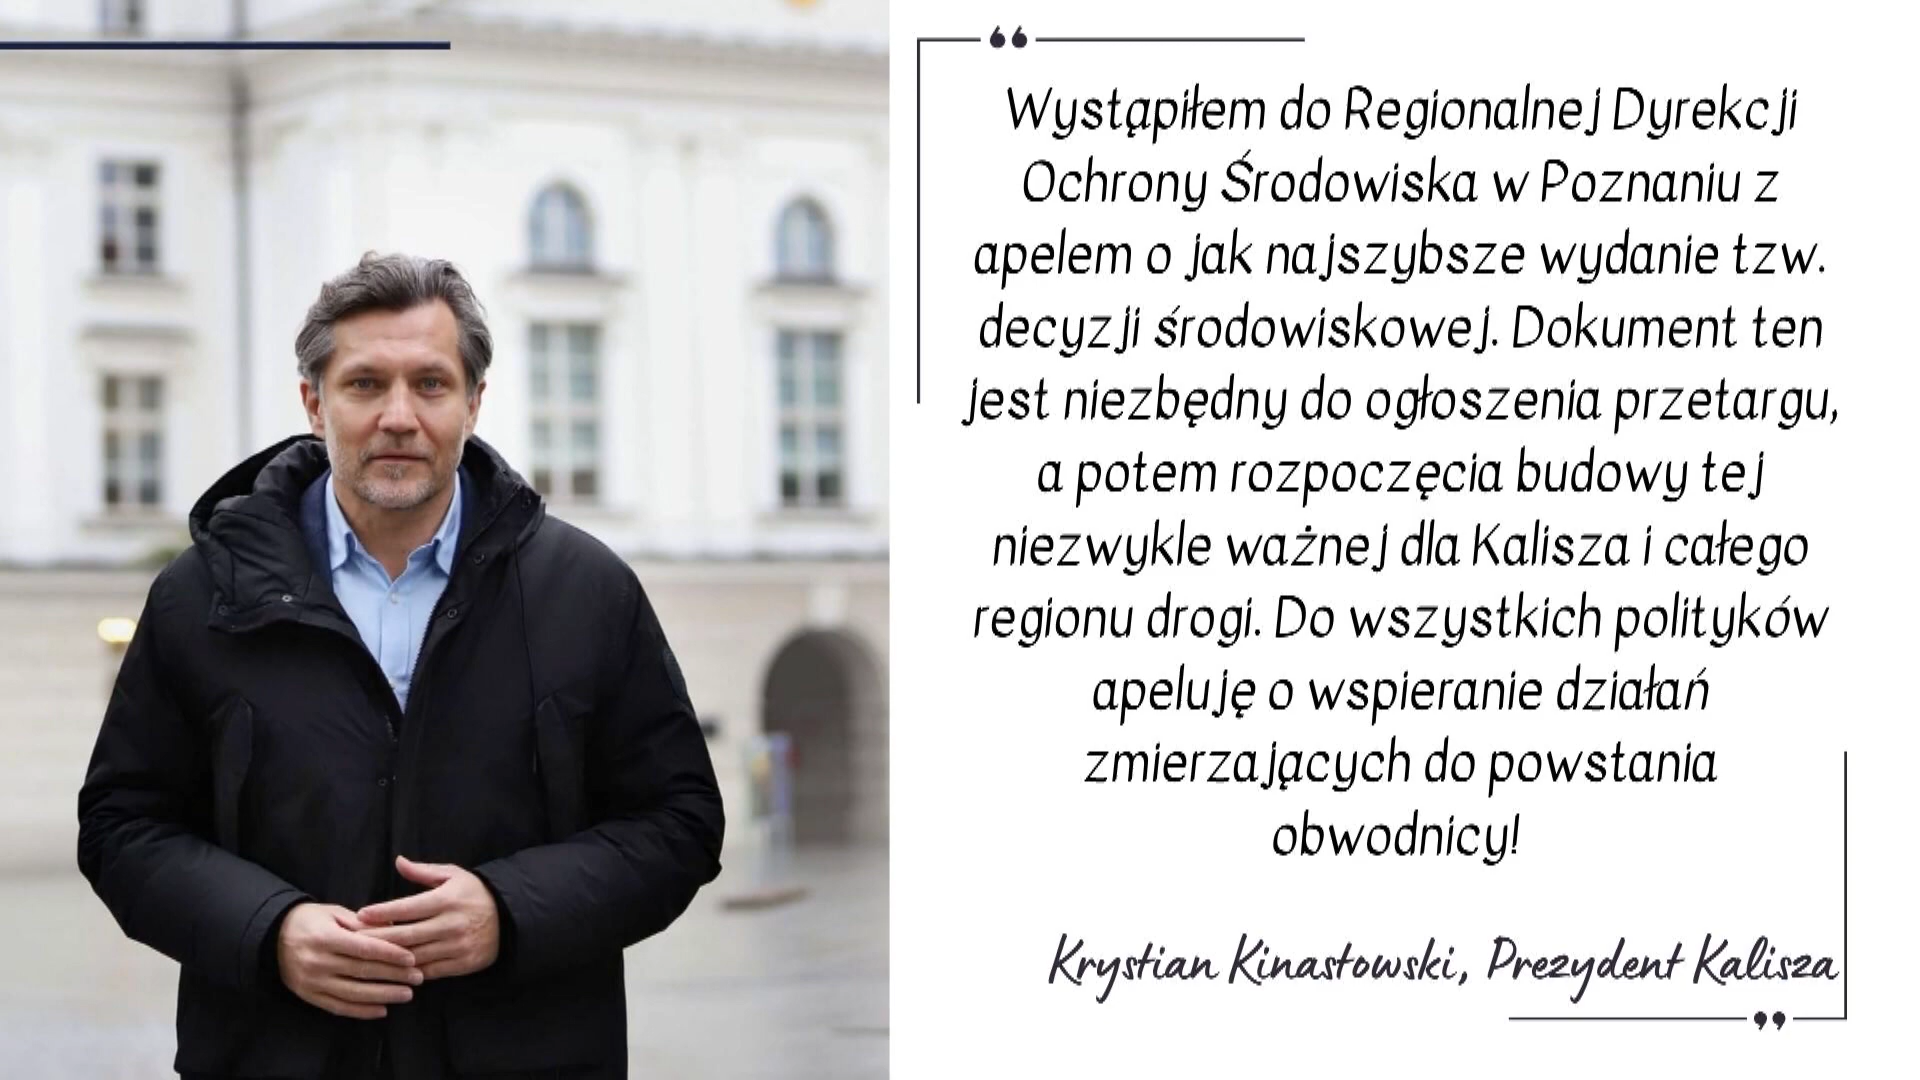 Wystąpiłem do Regionalnej Dyrekcji
Ochrony Środowiska w Poznaniu z
apelem o jak najszybsze wydanie tzw.
decyzji środowiskowej. Dokument ten
jest niezbędny do ogłoszenia przetargu,
a potem rozpoczęcia budowy tej
niezwykle ważnej dla Kalisza i całego
regionu drogi. Do wszystkich polityków
apeluję o wspieranie działań
zmierzających do powstania
obwodnicy!
Krystian Kinastowski, Prezydent Kalisza